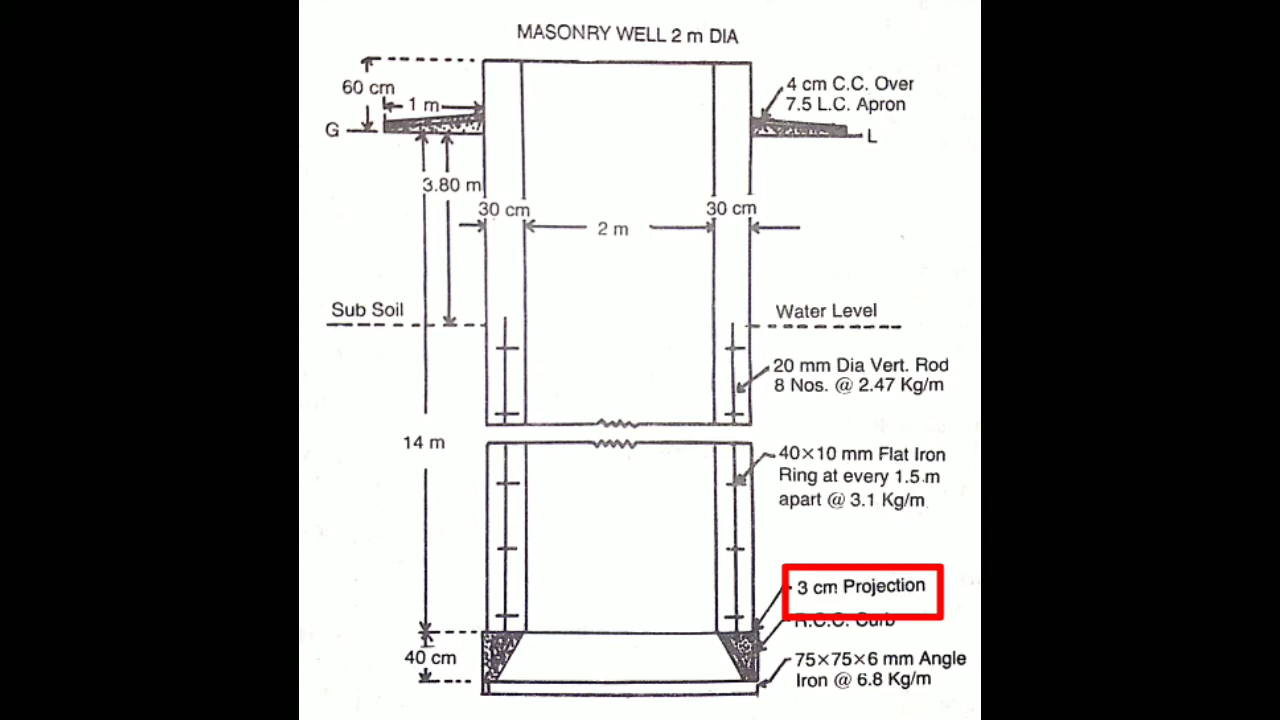 MASONRY WELL 2 m DIA
60 cm
1 m
4 cm C.C. Over
7.5 L.C. Apron
G
L
3.80 m
30 cm
30 cm
2 m
Sub Soil
Water Level
20 mm Dia Vert. Rod
8 Nos. @ 2.47 Kg/m
14 m
40×10 mm Flat Iron
Ring at every 1.5 m
apart @ 3.1 Kg/m
3 cm Projection
R.C.C. Curb
40 cm
75×75×6 mm Angle
Iron @ 6.8 Kg/m